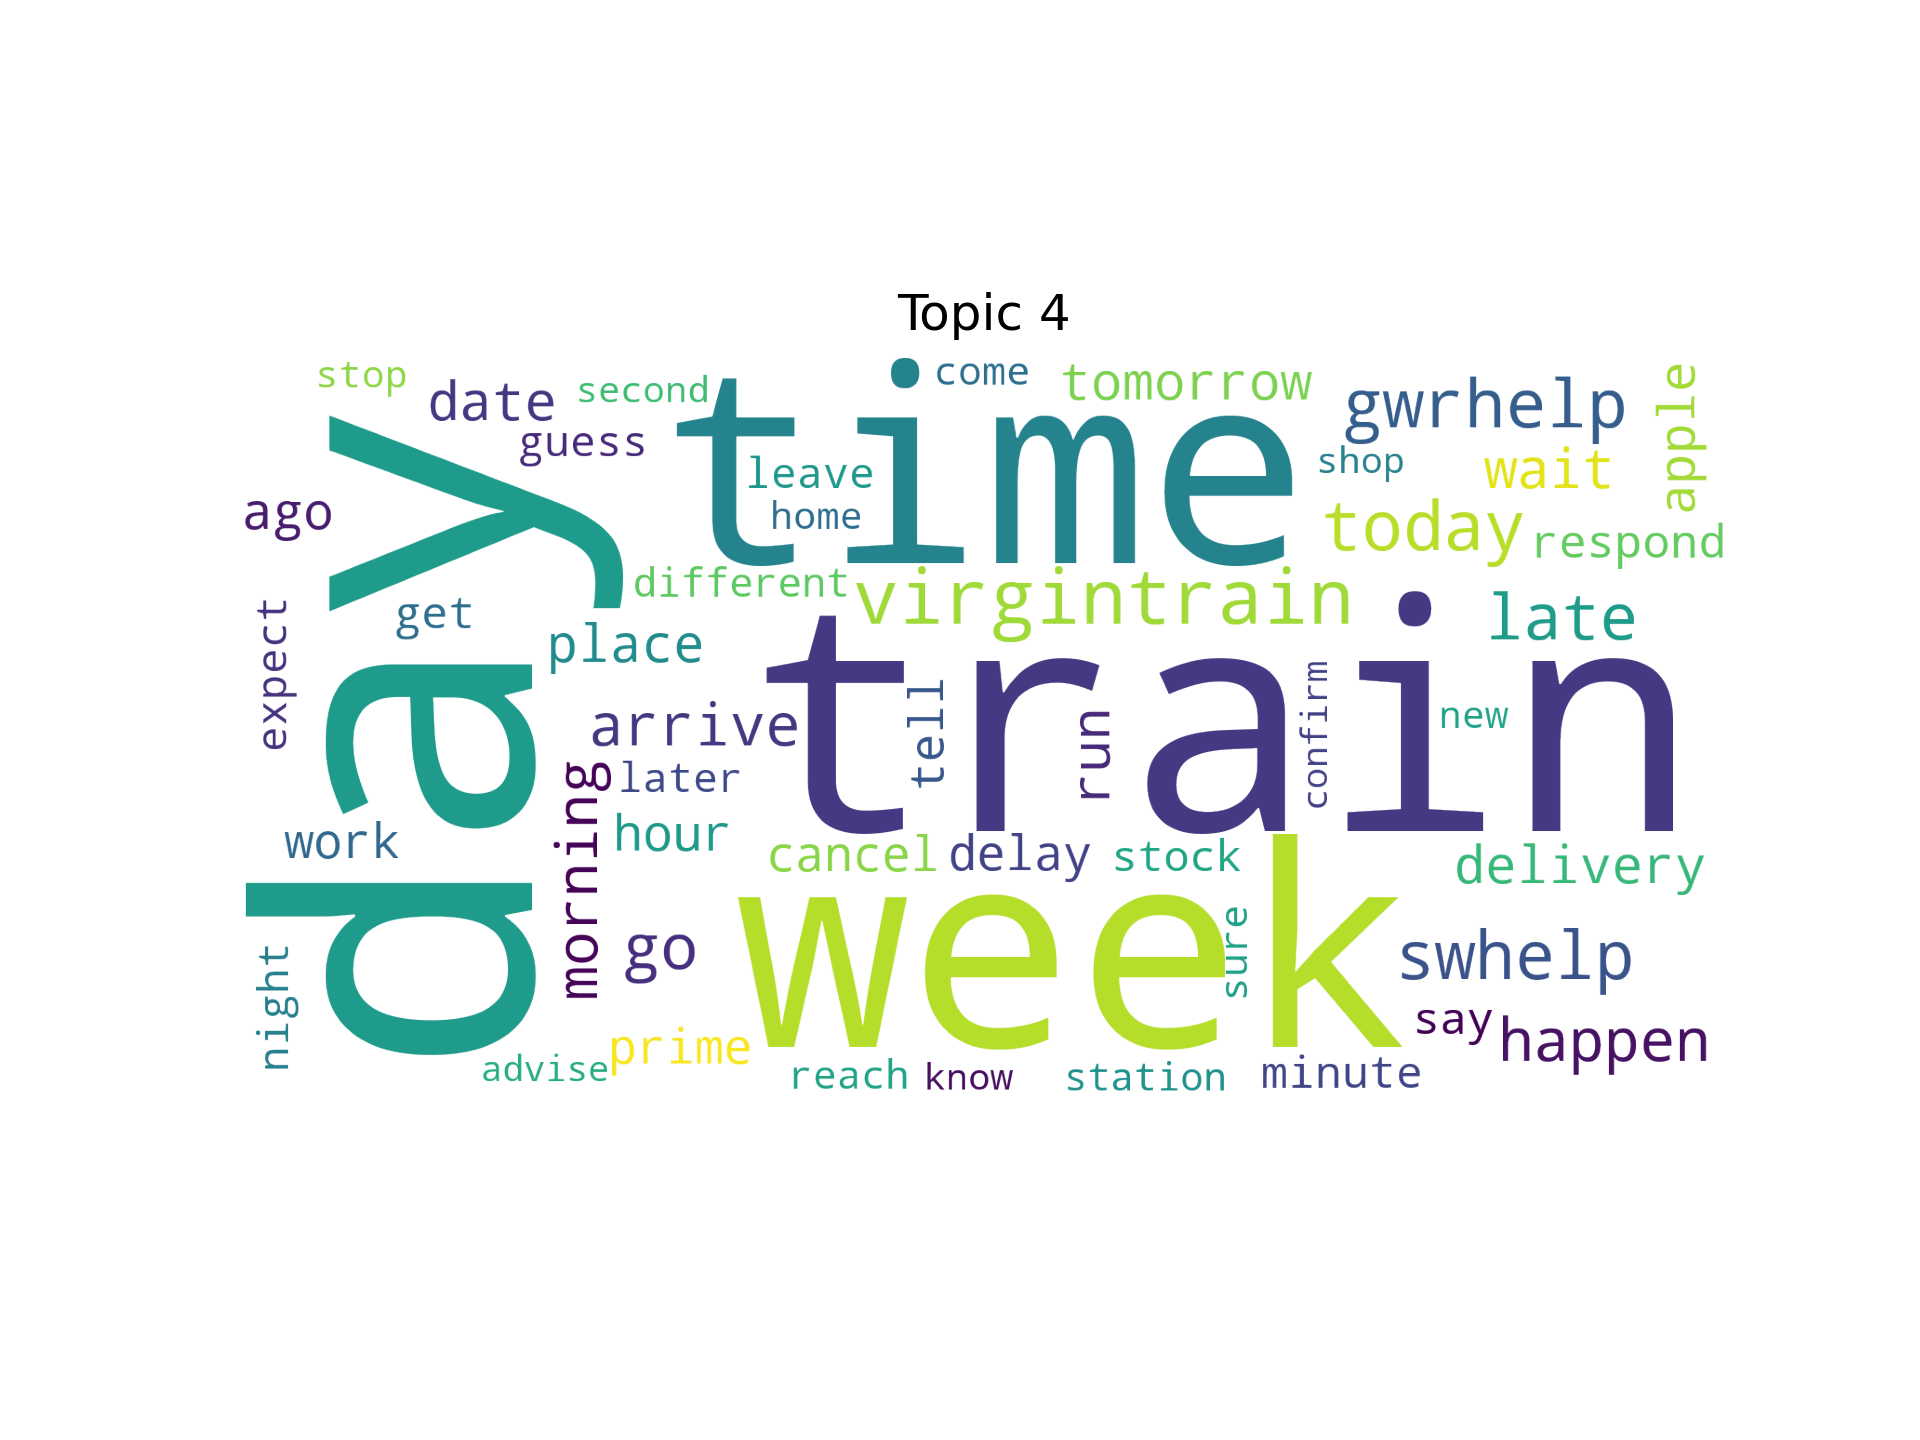 Topic 4
stop
date
second
guess
time
come
tomorrow
gwrhelp
apple
leave
home
shop
wait
ago
day
today
respond
different
virgintrain
late
expect
get
place
train
arrive
tell
run
confirm
new
later
morning
work
hour
cancel
delay
stock
delivery
week
go
sure
swhelp
night
say
happen
prime
advise
reach
know
station
minute